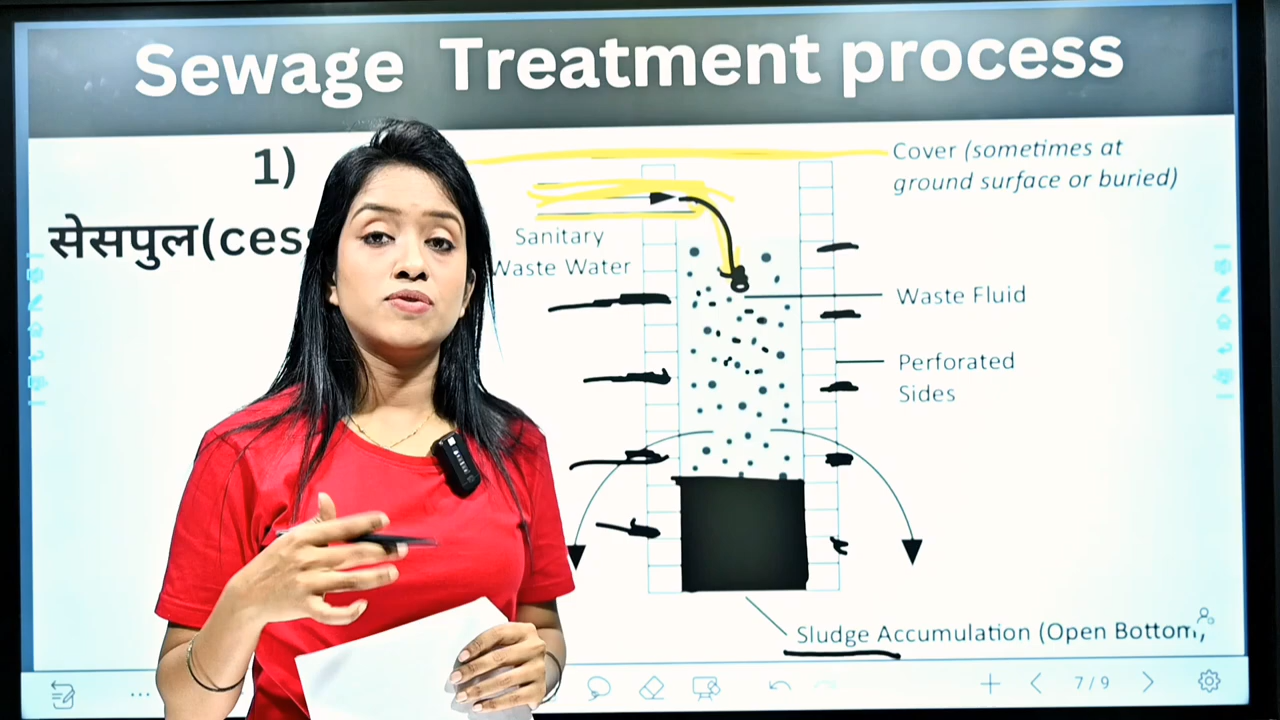 Sewage Treatment process
1)
सेसपुल(ces
Cover (sometimes at
ground surface or buried)
Sanitary
Waste Water
Waste Fluid
Perforated
Sides
Sludge Accumulation (Open Bottom,
7/9